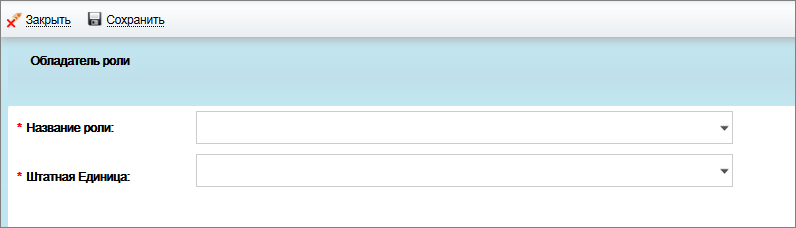 Закрыть Сохранить
Обладатель роли
* Название роли:
* Штатная Единица: